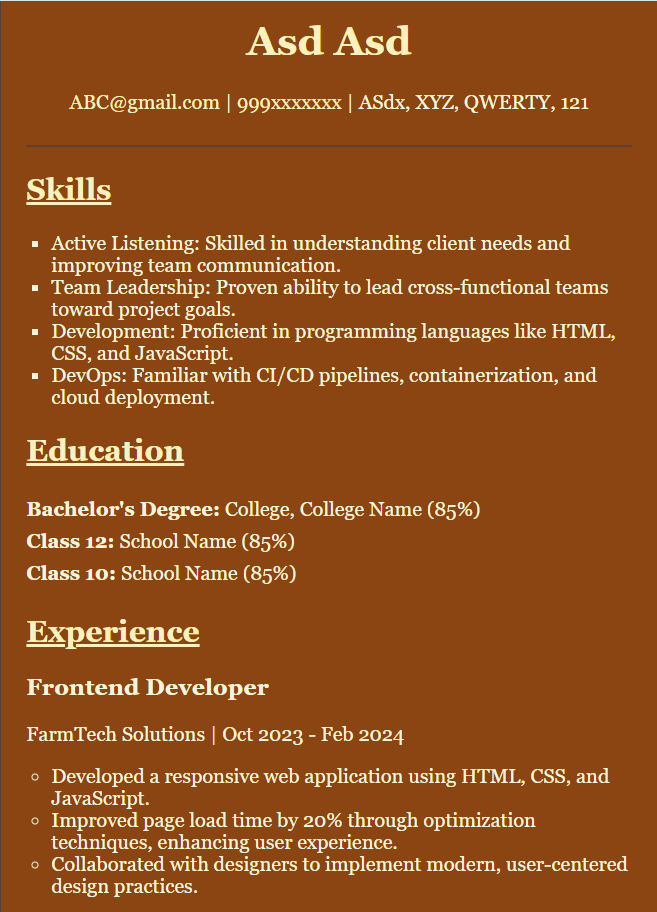 Asd Asd
ABC@gmail.com | 999xxxxxxx | ASdx, XYZ, QWERTY, 121
Skills
Active Listening: Skilled in understanding client needs and
improving team communication.
Team Leadership: Proven ability to lead cross-functional teams
toward project goals.
Development: Proficient in programming languages like HTML,
CSS, and JavaScript.
DevOps: Familiar with CI/CD pipelines, containerization, and
cloud deployment.
Education
Bachelor's Degree: College, College Name (85%)
Class 12: School Name (85%)
Class 10: School Name (85%)
Experience
Frontend Developer
FarmTech Solutions | Oct 2023 - Feb 2024
Developed a responsive web application using HTML, CSS, and
JavaScript.
Improved page load time by 20% through optimization
techniques, enhancing user experience.
Collaborated with designers to implement modern, user-centered
design practices.